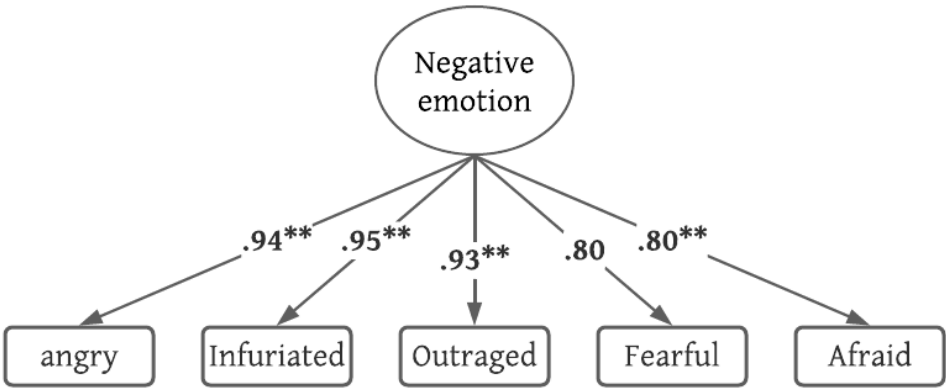 Negative
emotion
.94** .95** .93** .80 .80**
angry Infuriated Outraged Fearful Afraid